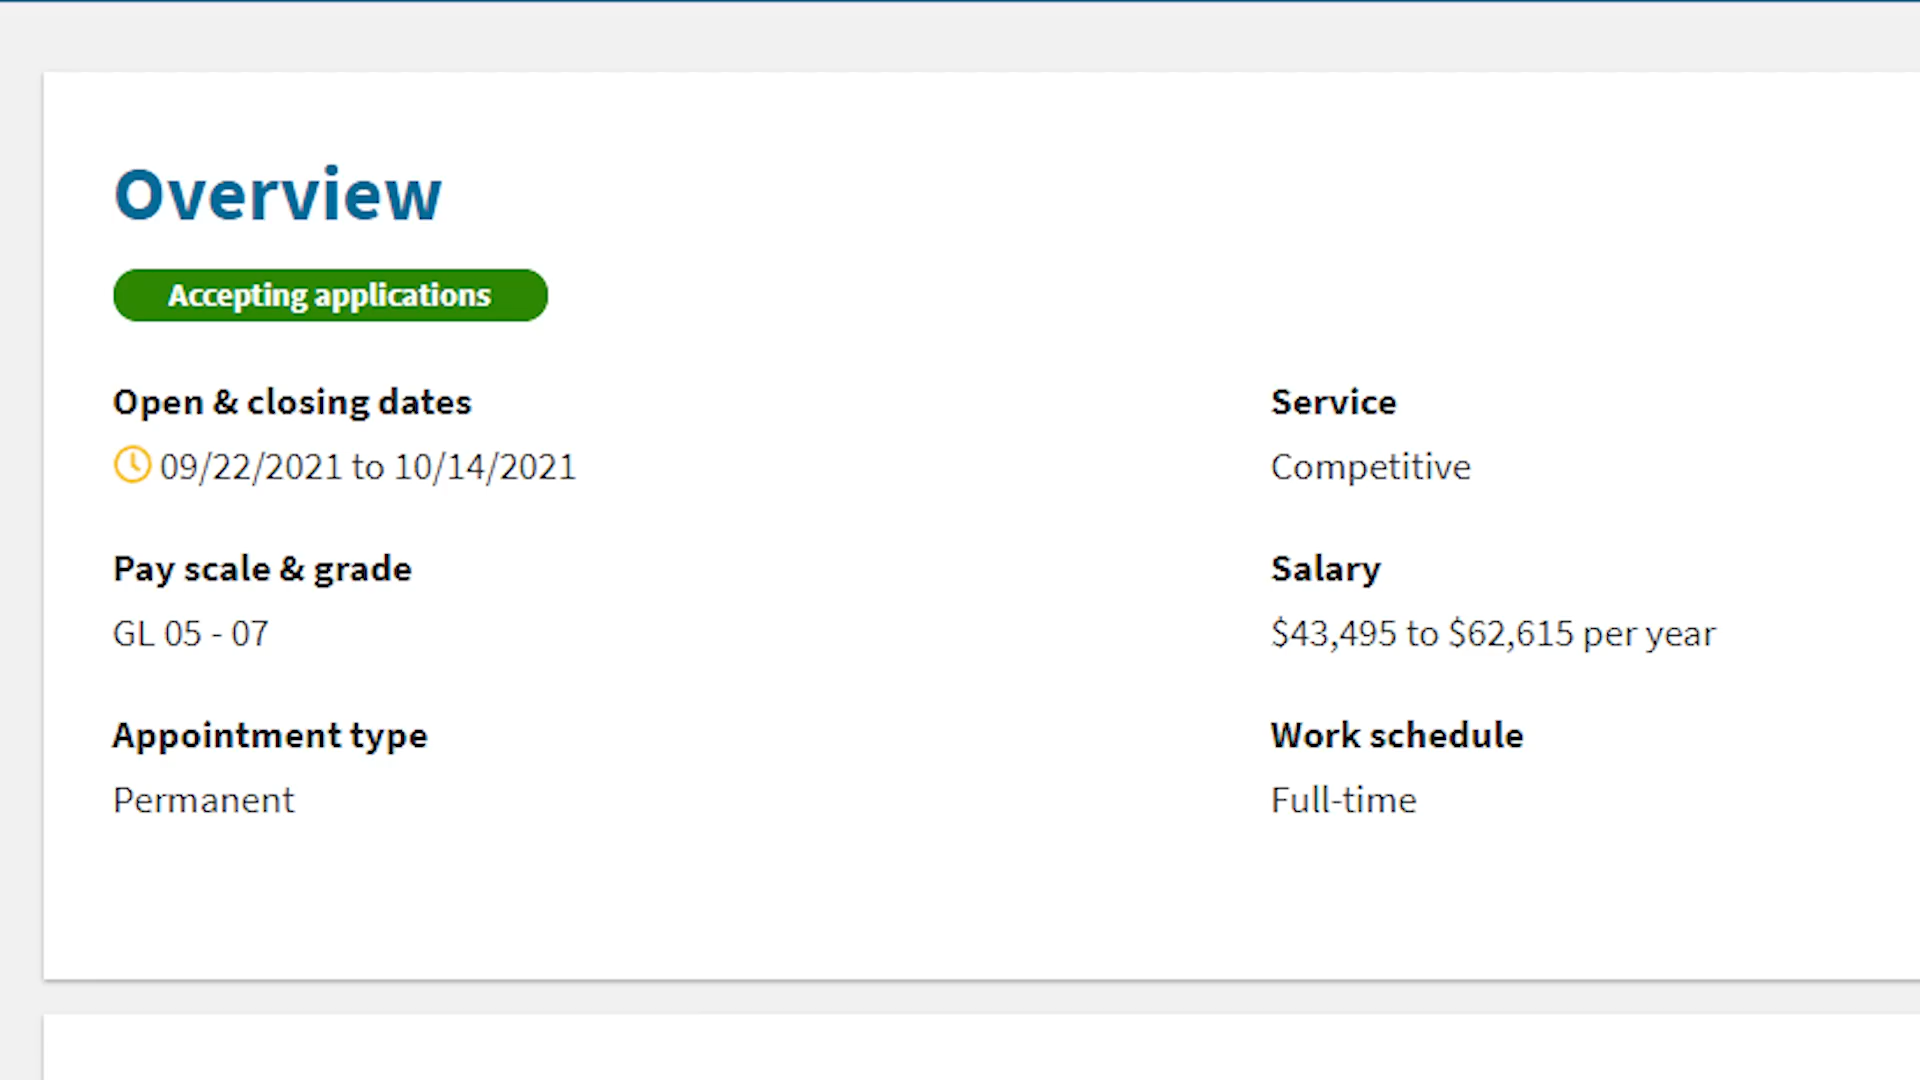 Overview
Accepting applications
Open & closing dates
09/22/2021 to 10/14/2021
Service
Competitive
Pay scale & grade
GL 05 - 07
Salary
$43,495 to $62,615 per year
Appointment type
Permanent
Work schedule
Full-time